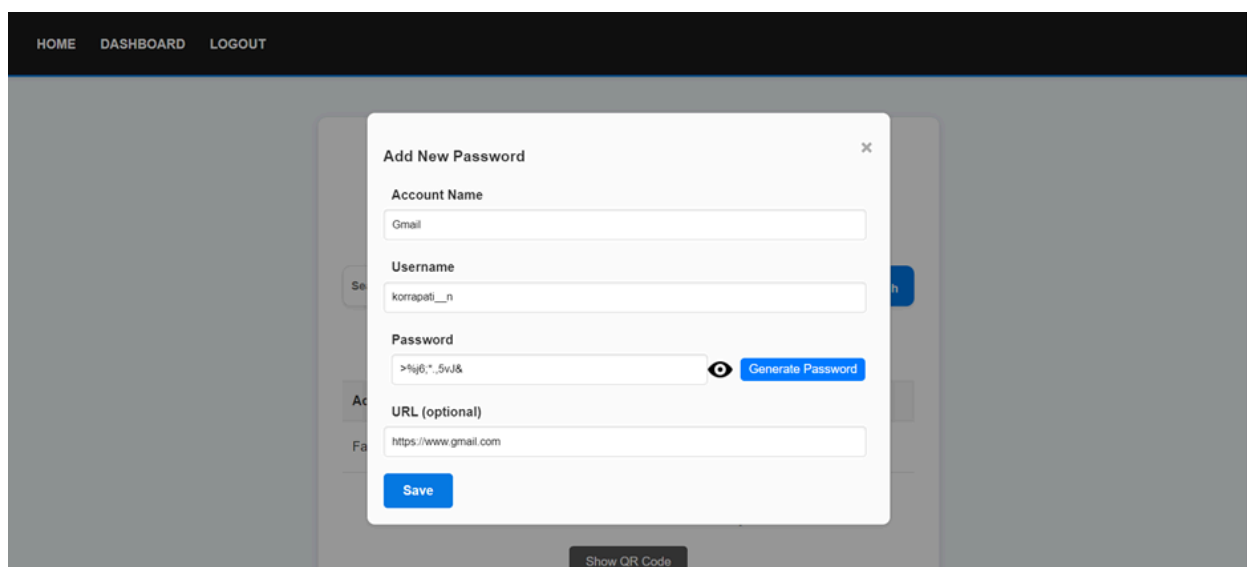 HOME DASHBOARD LOGOUT
Add New Password ×
Account Name
Gmail
Username
korrapati__n
Password
>%j6;*.,5vJ& Generate Password
URL (optional)
https://www.gmail.com
Save
Show QR Code